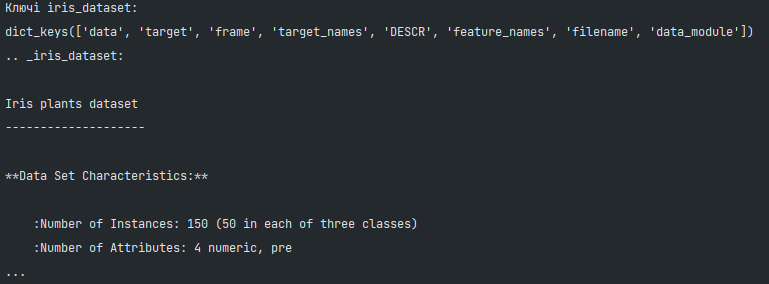 Ключі iris_dataset:
dict_keys(['data', 'target', 'frame', 'target_names', 'DESCR', 'feature_names', 'filename', 'data_module'])
.. _iris_dataset:
Iris plants dataset
--------------------
**Data Set Characteristics:**
:Number of Instances: 150 (50 in each of three classes)
:Number of Attributes: 4 numeric, pre
...